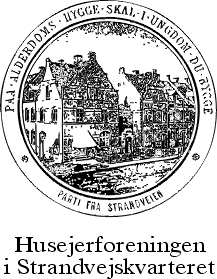 PAA · ALDERDOMS · HYGGE · SKAL · I · UNGDOM · DU · BYGGE
PARTI FRA STRANDVEIEN
Husejerforeningen
i Strandvejskvarteret